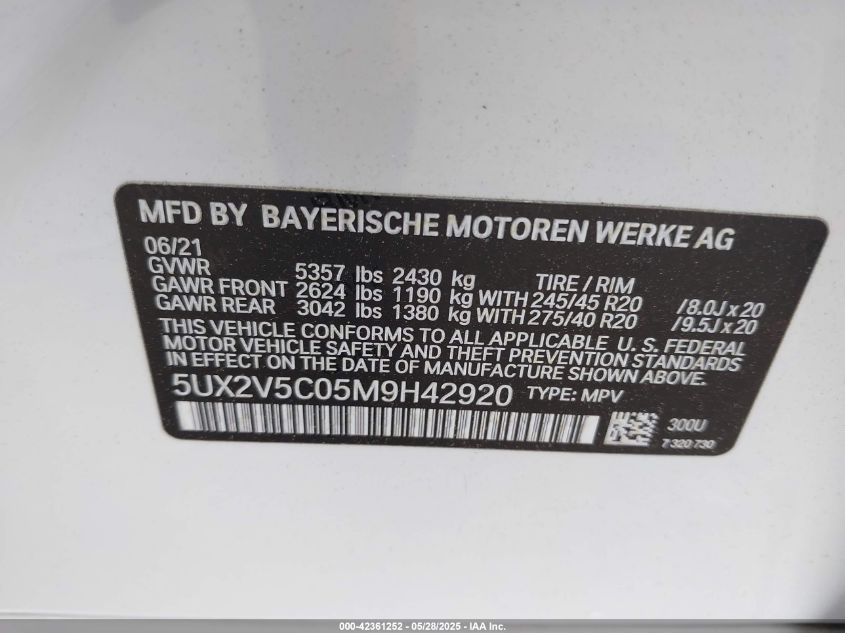 MFD BY BAYERISCHE MOTOREN WERKE AG
06/21
GVWR 5357 lbs 2430 kg TIRE / RIM
GAWR FRONT 2624 lbs 1190 kg WITH 245/45 R20 / 8.0J x 20
GAWR REAR 3042 lbs 1380 kg WITH 275/40 R20 / 9.5J x 20
THIS VEHICLE CONFORMS TO ALL APPLICABLE U. S. FEDERAL
MOTOR VEHICLE SAFETY AND THEFT PREVENTION STANDARDS
IN EFFECT ON THE DATE OF MANUFACTURE SHOWN ABOVE.
5UX2V5C05M9H42920 TYPE: MPV
300U
7 320 730
000-42361252 - 05/28/2025 - IAA Inc.